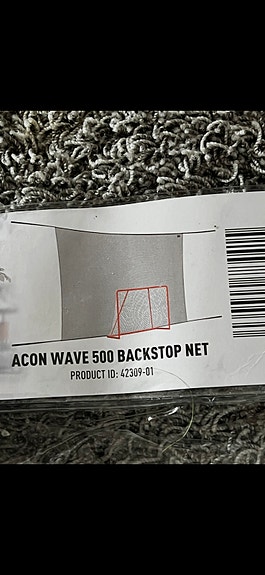 ACON WAVE 500 BACKSTOP NET
PRODUCT ID: 42309-01